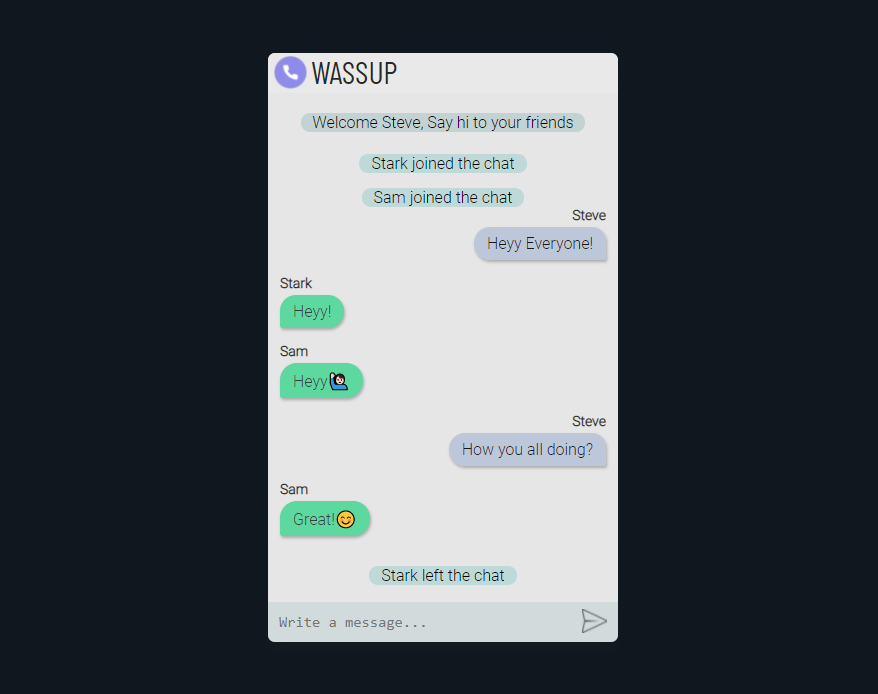 WASSUP
Welcome Steve, Say hi to your friends
Stark joined the chat
Sam joined the chat
Steve
Heyy Everyone!
Stark
Heyy!
Sam
Heyy🙋🏻‍♂️
Steve
How you all doing?
Sam
Great!😊
Stark left the chat
Write a message...